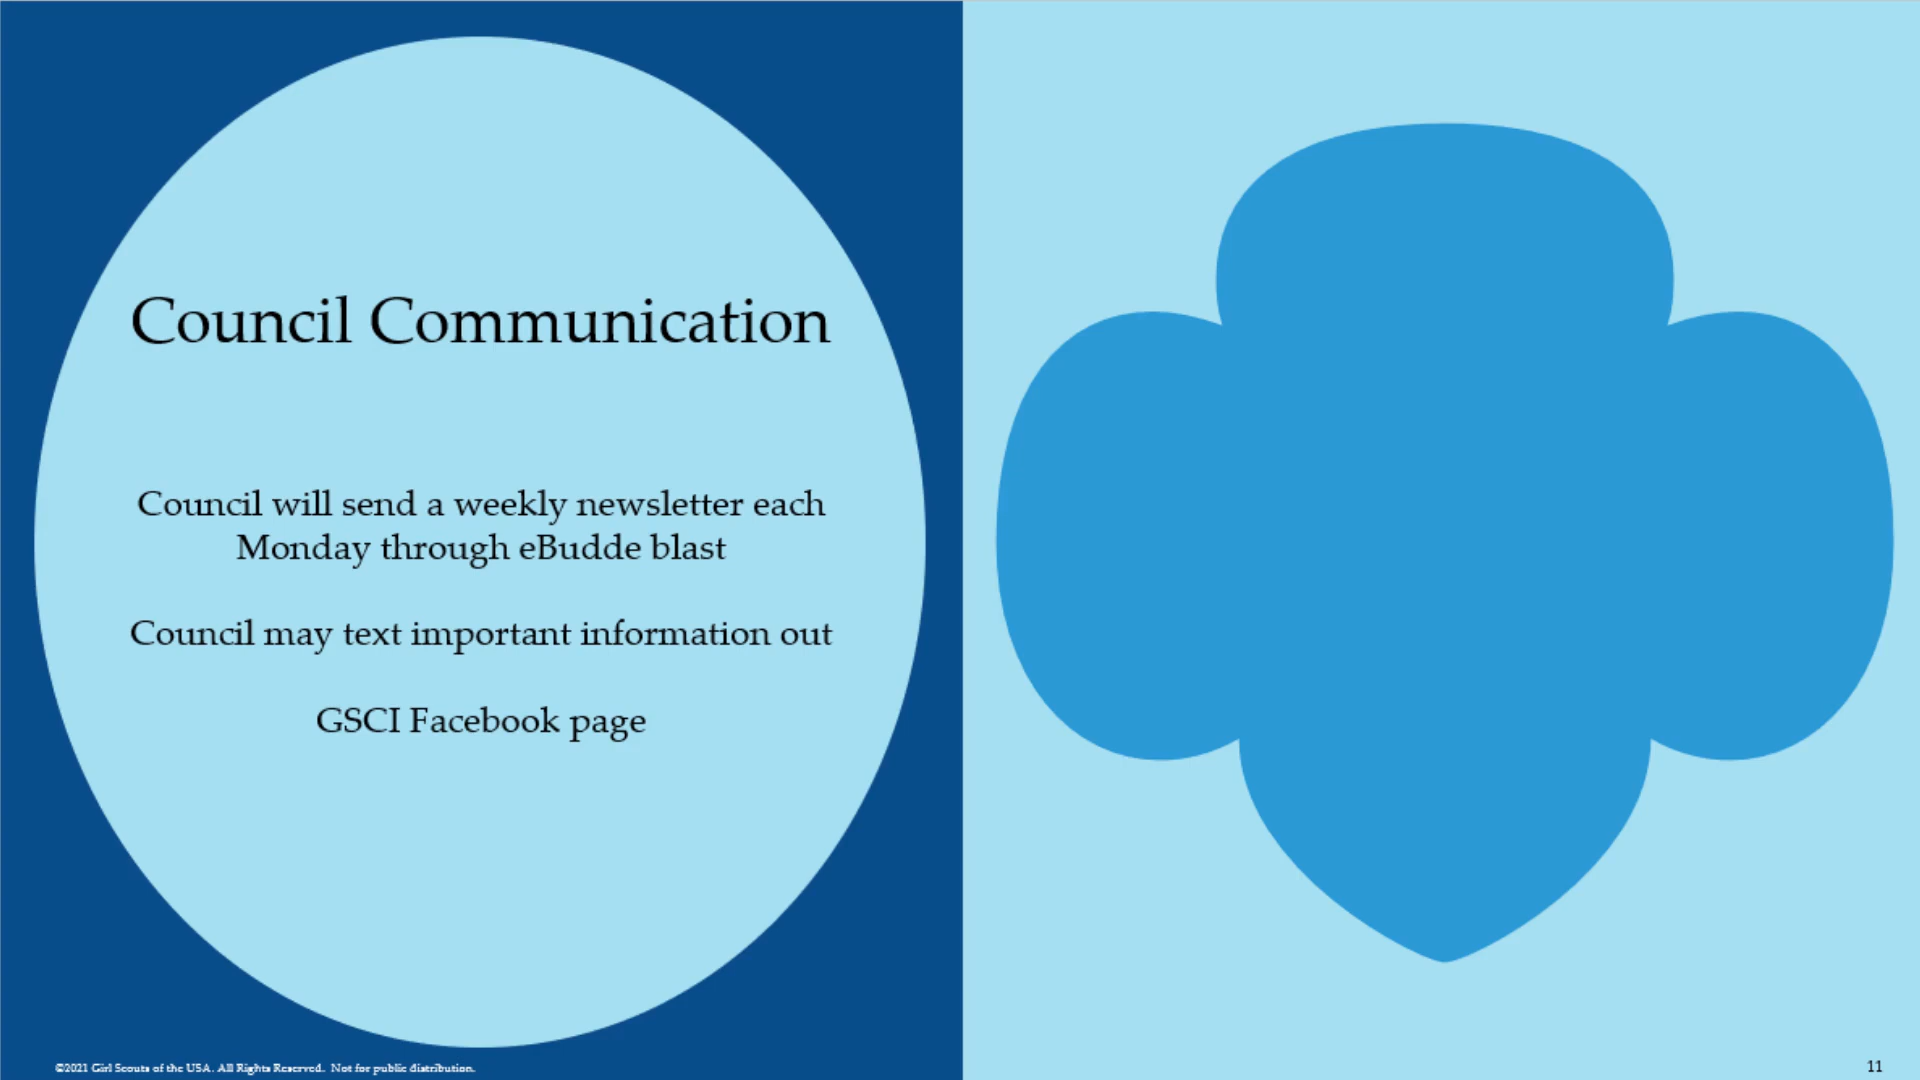 Council Communication
Council will send a weekly newsletter each
Monday through eBudde blast
Council may text important information out
GSCI Facebook page
©2021 Girl Scouts of the USA. All Rights Reserved. Not for public distribution.
11